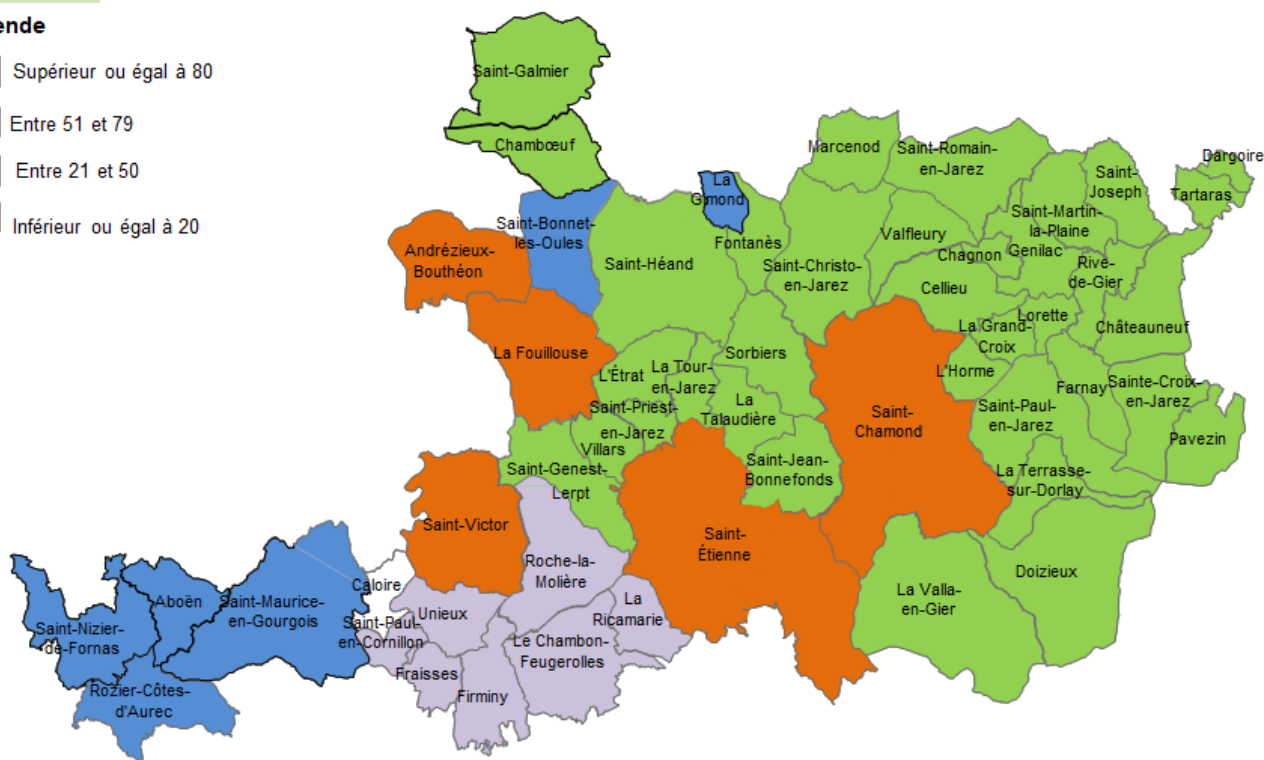 ende
Supérieur ou égal à 80
Entre 51 et 79
Entre 21 et 50
Inférieur ou égal à 20
Saint-Galmier
Chambœuf
Marcenod
Saint-Romain-
en-Jarez
Dargoire
Saint-
Joseph
Tartaras
La
Gimond
Saint-Bonnet-
les-Oules
Saint-Martin-
la-Plaine
Andrézieux-
Bouthéon
Fontanès
Valfleury
Chagnon
Genilac
Saint-Héand
Saint-Christo-
en-Jarez
Rive-
de-Gier
Cellieu
Lorette
La Grand-
Croix
Châteauneuf
La Fouillouse
Sorbiers
L'Étrat
La Tour-
en-Jarez
L'Horme
Farnay
Sainte-Croix-
en-Jarez
Saint-Priest-
en-Jarez
La
Talaudière
Saint-
Chamond
Saint-Paul-
en-Jarez
Pavezin
Villars
Saint-Genest-
Lerpt
Saint-Jean-
Bonnefonds
La Terrasse-
sur-Dorlay
Saint-Victor
Saint-
Étienne
Roche-la-
Molière
Doizieux
Caloire
La Valla-
en-Gier
Aboën
Saint-Maurice-
en-Gourgois
Unieux
La
Ricamarie
Saint-Nizier-
de-Fornas
Saint-Paul-
en-Cornillon
Le Chambon-
Feugerolles
Fraisses
Firminy
Rozier-Côtes-
d'Aurec